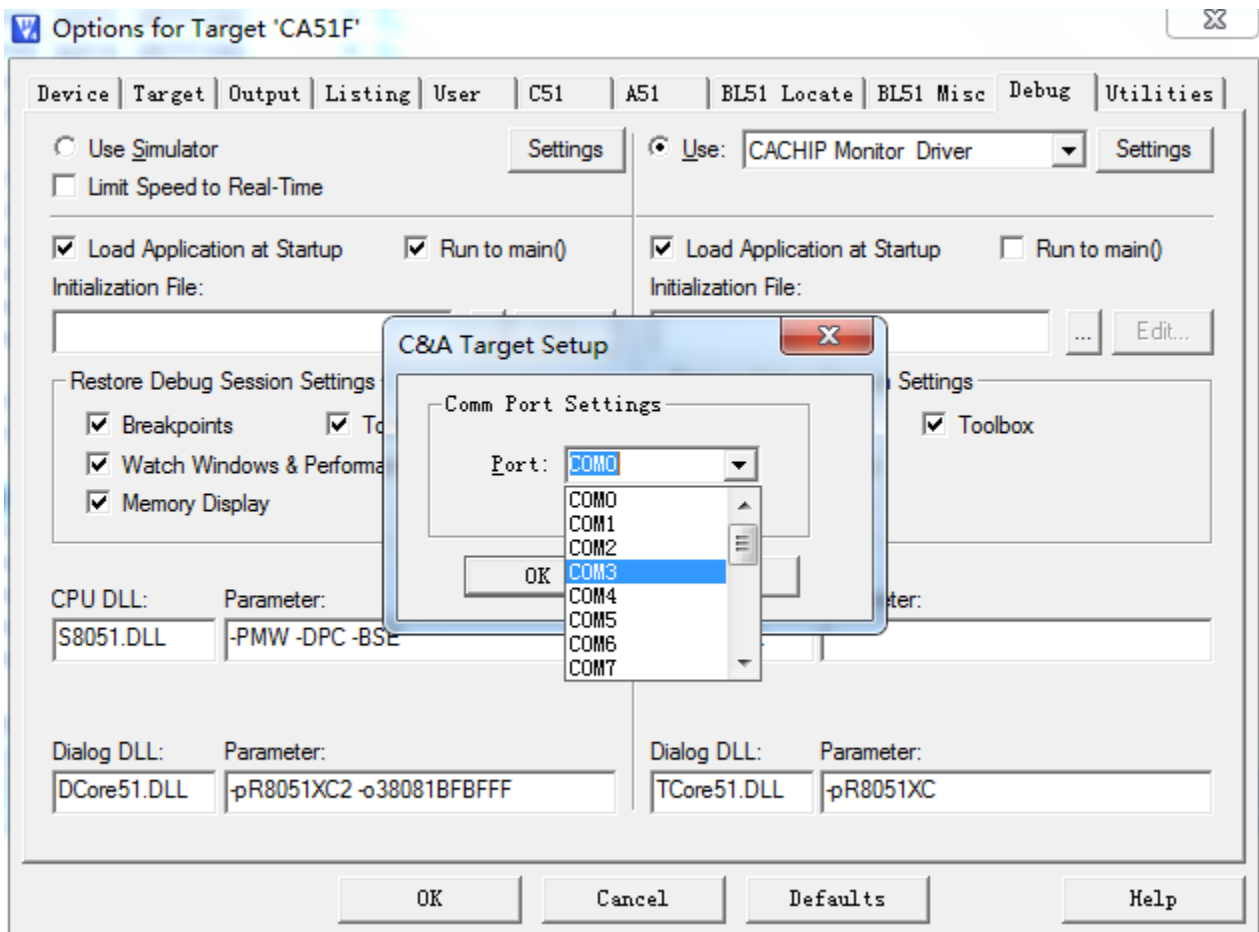 Options for Target 'CA51F'
Device Target Output Listing User C51 A51 BL51 Locate BL51 Misc Debug Utilities
Use Simulator Settings Use: CACHIP Monitor Driver Settings
Limit Speed to Real-Time
Load Application at Startup Run to main() Load Application at Startup Run to main()
Initialization File: Initialization File:
... Edit...
C&A Target Setup
Restore Debug Session Settings Settings
Breakpoints Toolbox
Watch Windows &
Memory Display
Comm Port Settings
Port: COM0
COM0
COM1
COM2
COM3
COM4
COM5
COM6
COM7
OK
CPU DLL: Parameter:
S8051.DLL -PMW -DPC -BSE
Dialog DLL: Parameter: Dialog DLL: Parameter:
DCore51.DLL -pR8051XC2 -o38081BFBFFF TCore51.DLL -pR8051XC
OK Cancel Defaults Help